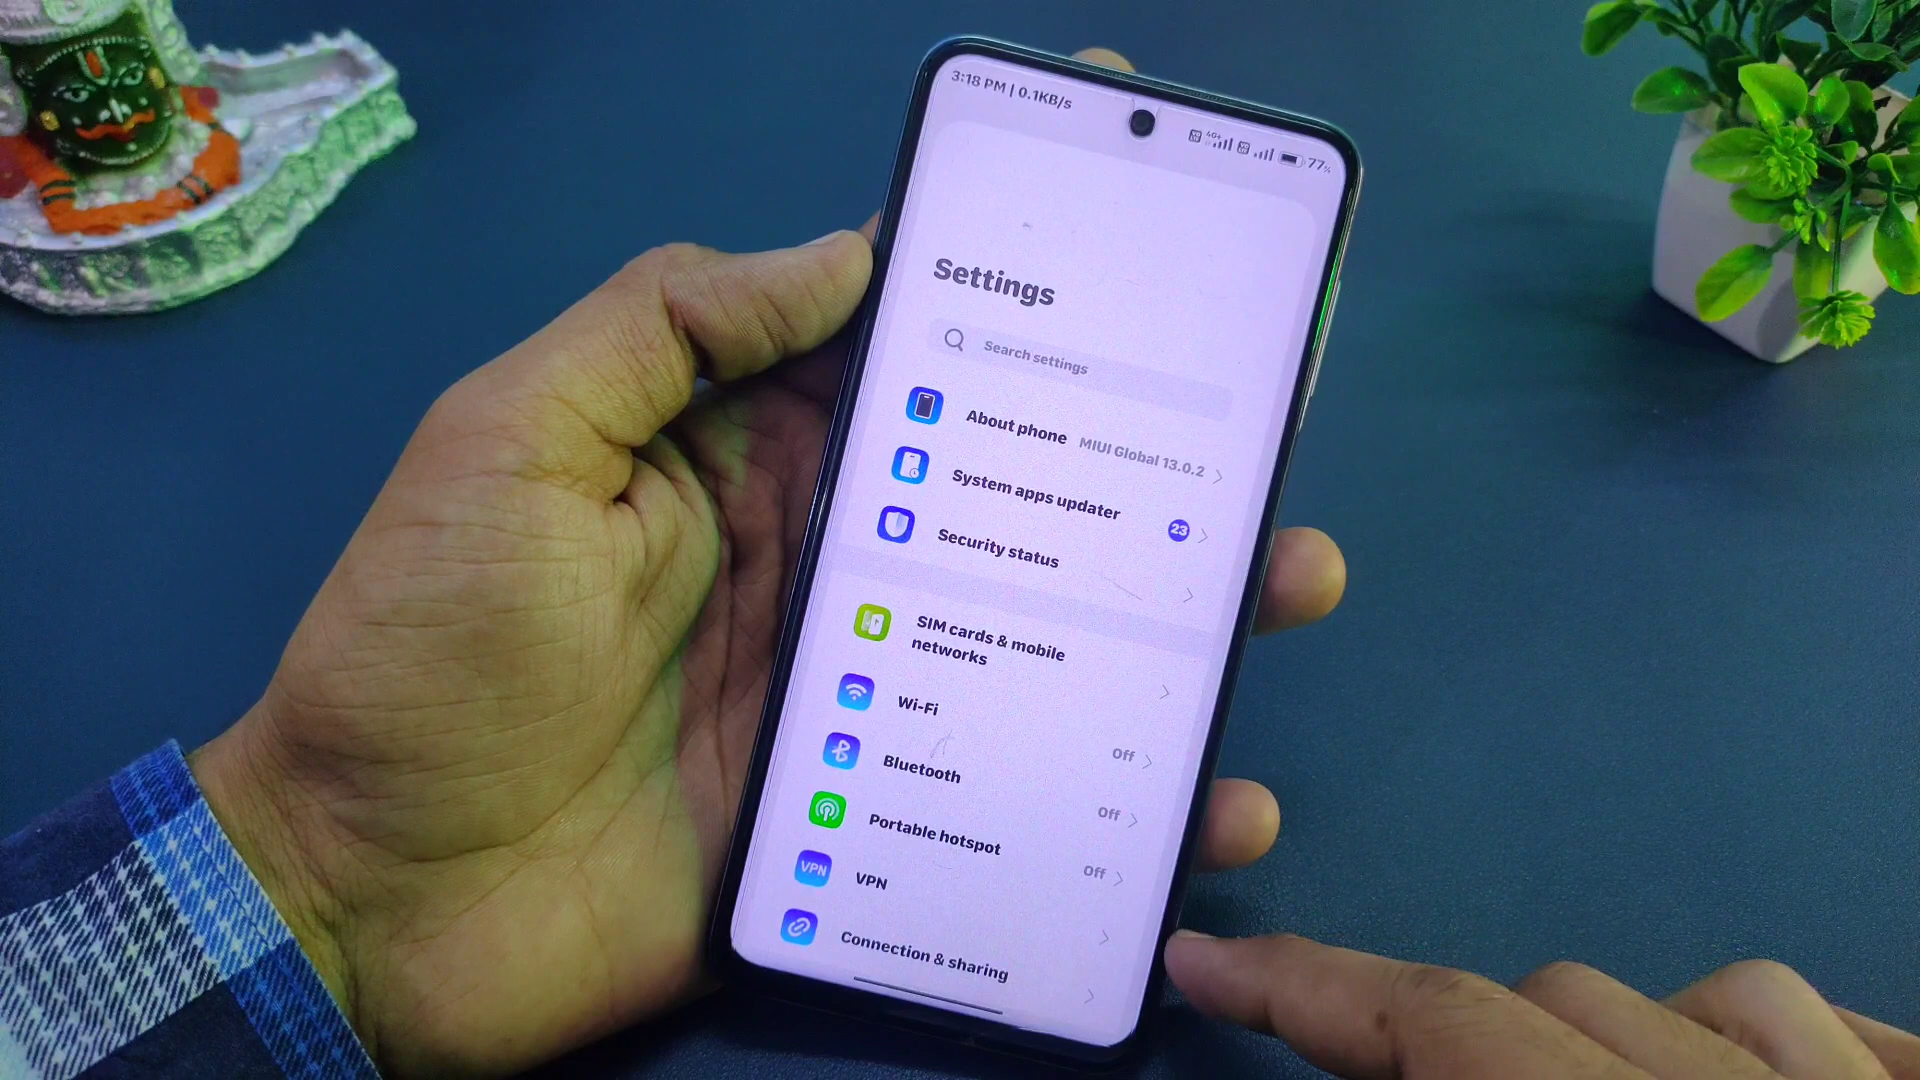 3:18 PM | 0.1KB/s
4G+ 77%
Settings
Search settings
About phone MIUI Global 13.0.2
System apps updater 23
Security status
SIM cards & mobile
networks
Wi-Fi Off
Bluetooth Off
Portable hotspot Off
VPN VPN
Connection & sharing